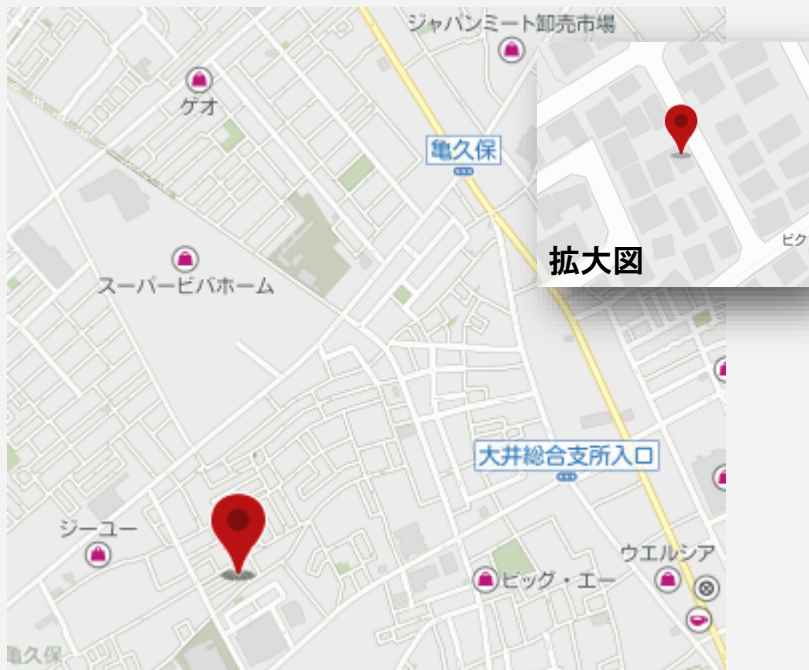 ジャパンミート卸売市場
ゲオ
亀久保
ビク
拡大図
スーパービバホーム
大井総合支所入口
ジーユー
ウエルシア
ビッグ・エー
亀久保